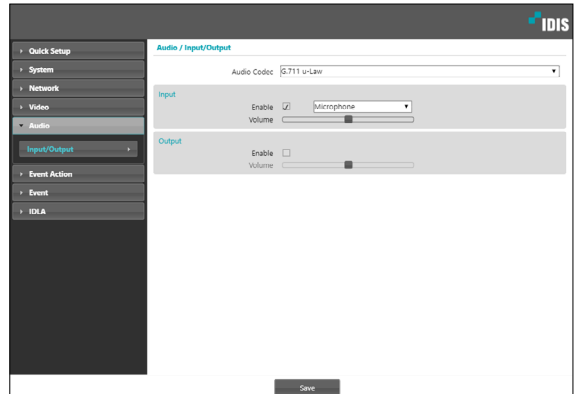 IDIS
Quick Setup
System
Network
Video
Audio
Input/Output
Event Action
Event
IDLA
Audio / Input/Output
Audio Codec G.711 u-Law
Input
Enable Microphone
Volume
Output
Enable
Volume
Save